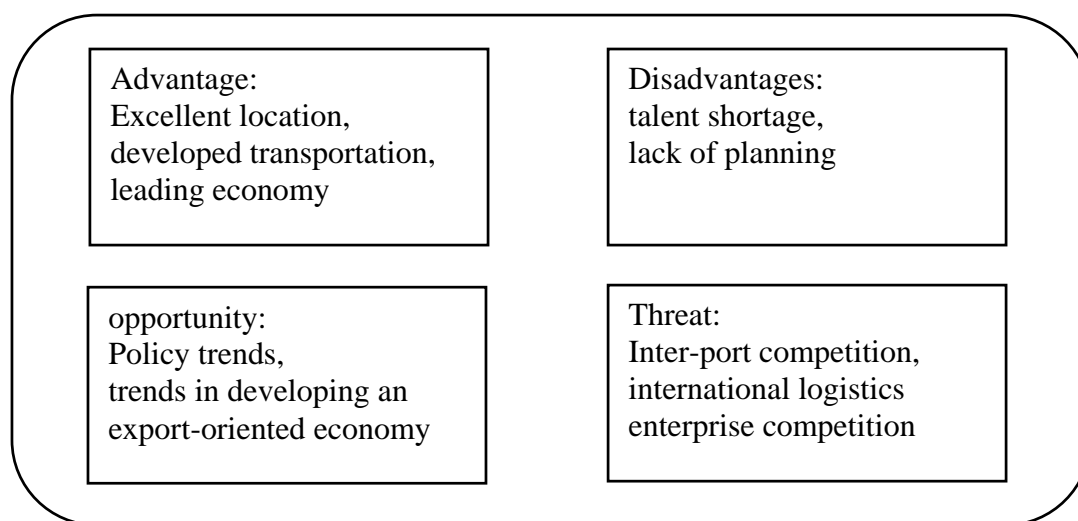 Advantage:
Excellent location,
developed transportation,
leading economy
Disadvantages:
talent shortage,
lack of planning
opportunity:
Policy trends,
trends in developing an
export-oriented economy
Threat:
Inter-port competition,
international logistics
enterprise competition